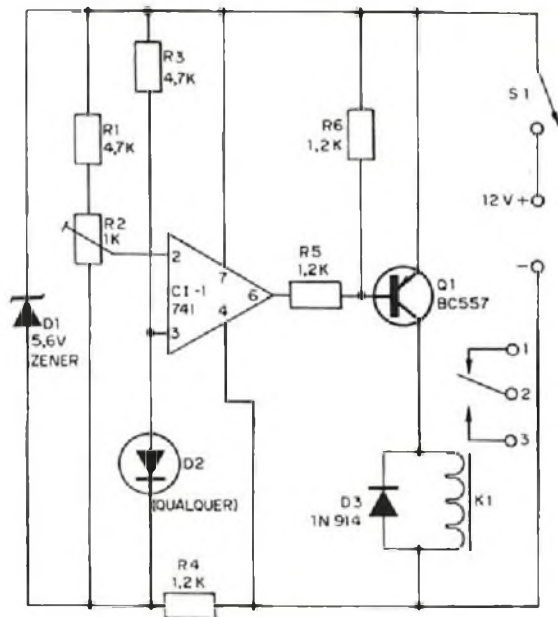 R3
4,7K
S1
R1
4,7K
R6
1,2K
12V +
R2
1K
-
2
7
CI-1
741
6
4
3
R5
1,2K
Q1
BC557
D1
5,6V
ZENER
1
2
3
D2
(QUALQUER)
D3
1N914
K1
R4
1,2K